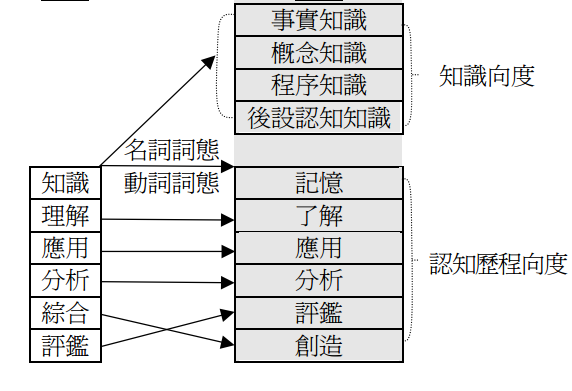 事實知識
概念知識
程序知識
後設認知知識
知識向度
名詞詞態
動詞詞態
知識
理解
應用
分析
綜合
評鑑
記憶
了解
應用
分析
評鑑
創造
認知歷程向度